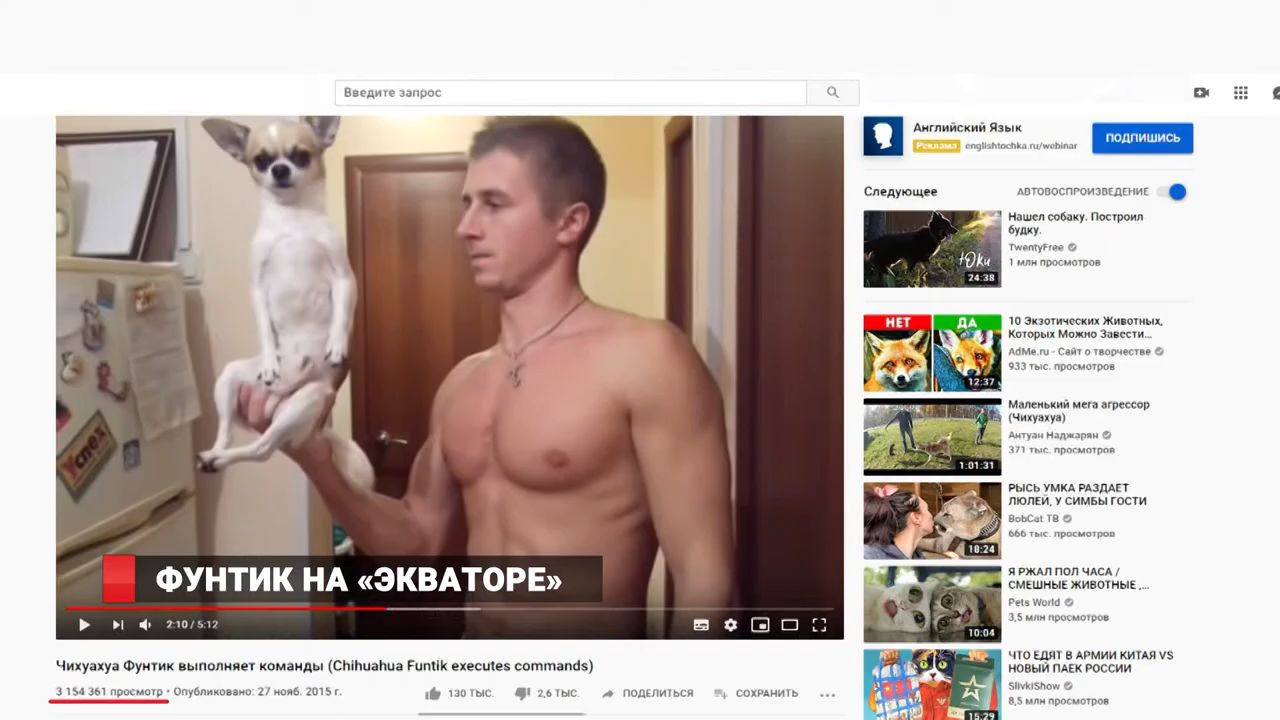 Введите запрос
Английский Язык
Реклама englishtochka.ru/webinar
ПОДПИШИСЬ
Следующее
АВТОВОСПРОИЗВЕДЕНИЕ
Нашел собаку. Построил
будку.
TwentyFree
1 млн просмотров
Юки
24:38
НЕТ ДА
12:37
10 Экзотических Животных,
Которых Можно Завести...
AdMe.ru - Сайт о творчестве
933 тыс. просмотров
1:01:31
Маленький мега агрессор
(Чихуахуа)
Антуан Наджарян
371 тыс. просмотров
18:24
РЫСЬ УМКА РАЗДАЕТ
ЛЮЛЕЙ, У СИМБЫ ГОСТИ
BobCat ТВ
666 тыс. просмотров
10:04
Я РЖАЛ ПОЛ ЧАСА /
СМЕШНЫЕ ЖИВОТНЫЕ ,...
Pets World
3,5 млн просмотров
15:29
ЧТО ЕДЯТ В АРМИИ КИТАЯ VS
НОВЫЙ ПАЕК РОССИИ
SlivkiShow
8,5 млн просмотров
Успех
ФУНТИК НА «ЭКВАТОРЕ»
2:10 / 5:12
Чихуахуа Фунтик выполняет команды (Chihuahua Funtik executes commands)
3 154 361 просмотр • Опубликовано: 27 нояб. 2015 г.
130 ТЫС. 2,6 ТЫС. ПОДЕЛИТЬСЯ СОХРАНИТЬ